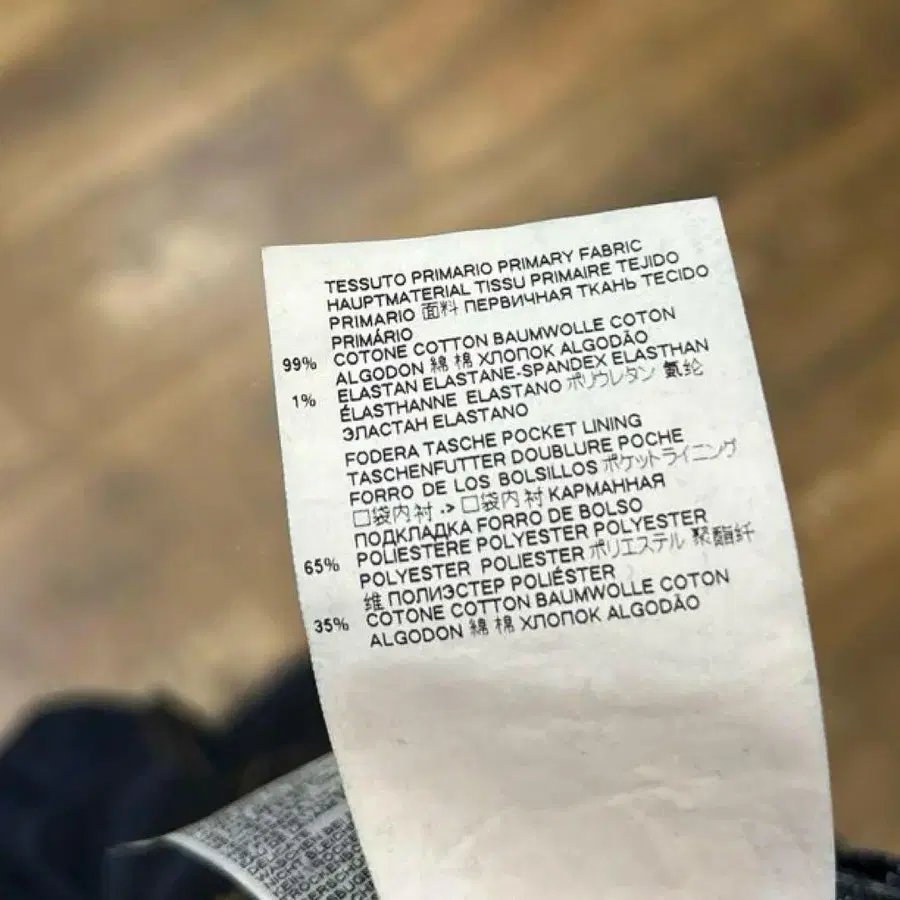 TESSUTO PRIMARIO PRIMARY FABRIC
HAUPTMATERIAL TISSU PRIMAIRE TEJIDO
PRIMARIO 面料 ПЕРВИЧНАЯ ТКАНЬ TECIDO
PRIMÁRIO
99% COTONE COTTON BAUMWOLLE COTON
ALGODON 綿 棉 ХЛОПОК ALGODÃO
1% ELASTAN ELASTANE-SPANDEX ELASTHAN
ÉLASTHANNE ELASTANO ポリウレタン 氨纶
ЭЛАСТАН ELASTANO
FODERA TASCHE POCKET LINING
TASCHENFUTTER DOUBLURE POCHE
FORRO DE LOS BOLSILLOS ポケットライニング
口袋内衬 -> 口袋内衬 КАРМАННАЯ
ПОДКЛАДКА FORRO DE BOLSO
65% POLIESTERE POLYESTER POLYESTER
POLYESTER POLIESTER ポリエステル 聚酯纤
维 ПОЛИЭСТЕР POLIÉSTER
35% COTONE COTTON BAUMWOLLE COTON
ALGODON 綿 棉 ХЛОПОК ALGODÃO